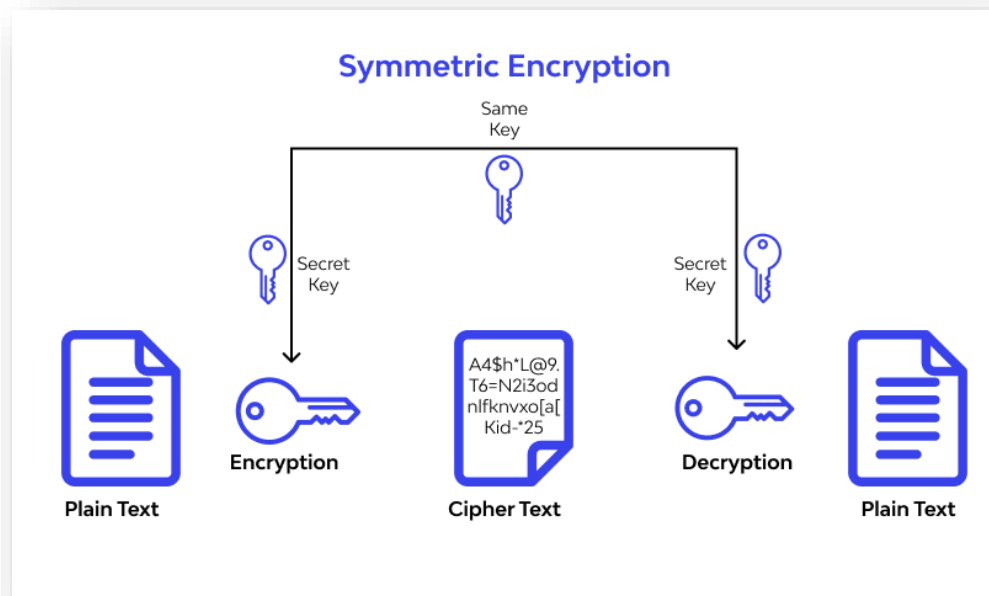 Symmetric Encryption
Same
Key
Secret
Key
Secret
Key
A4$h*L@9.
T6=N2i3od
nlfknvxo[a[
Kid-*25
Encryption
Decryption
Plain Text
Cipher Text
Plain Text